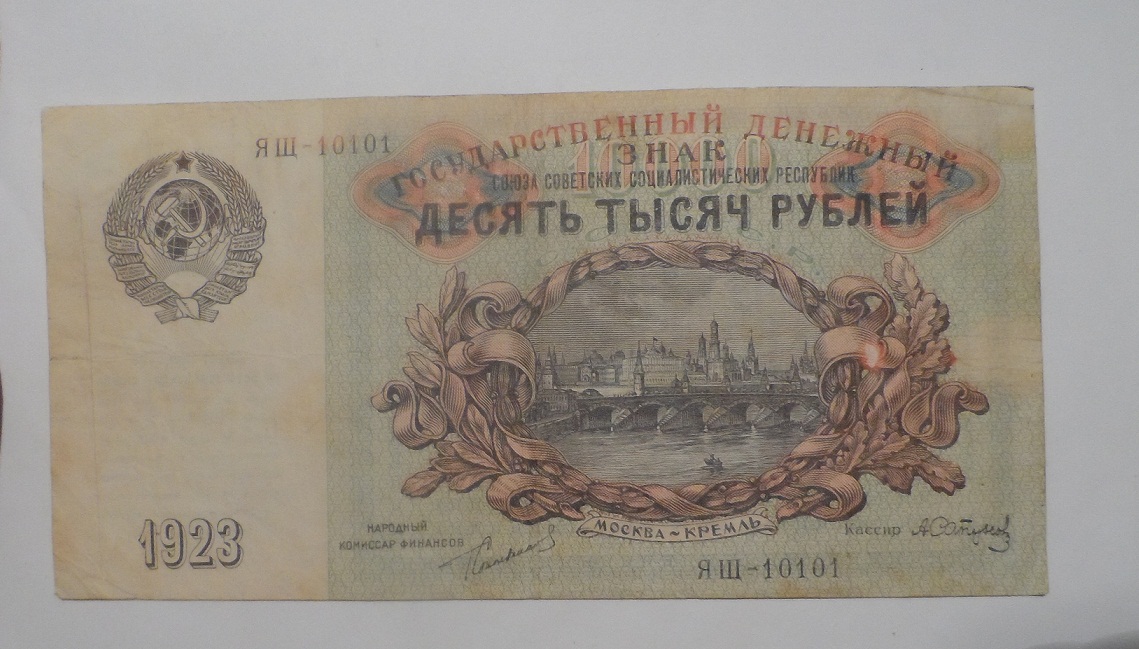 ЯЩ-10101
ГОСУДАРСТВЕННЫЙ ДЕНЕЖНЫЙ
ЗНАК
10000
СОЮЗА СОВЕТСКИХ СОЦИАЛИСТИЧЕСКИХ РЕСПУБЛИК
ДЕСЯТЬ ТЫСЯЧ РУБЛЕЙ
МОСКВА~КРЕМЛЬ
1923
НАРОДНЫЙ
КОМИССАР ФИНАНСОВ
Кассир
ЯЩ-10101